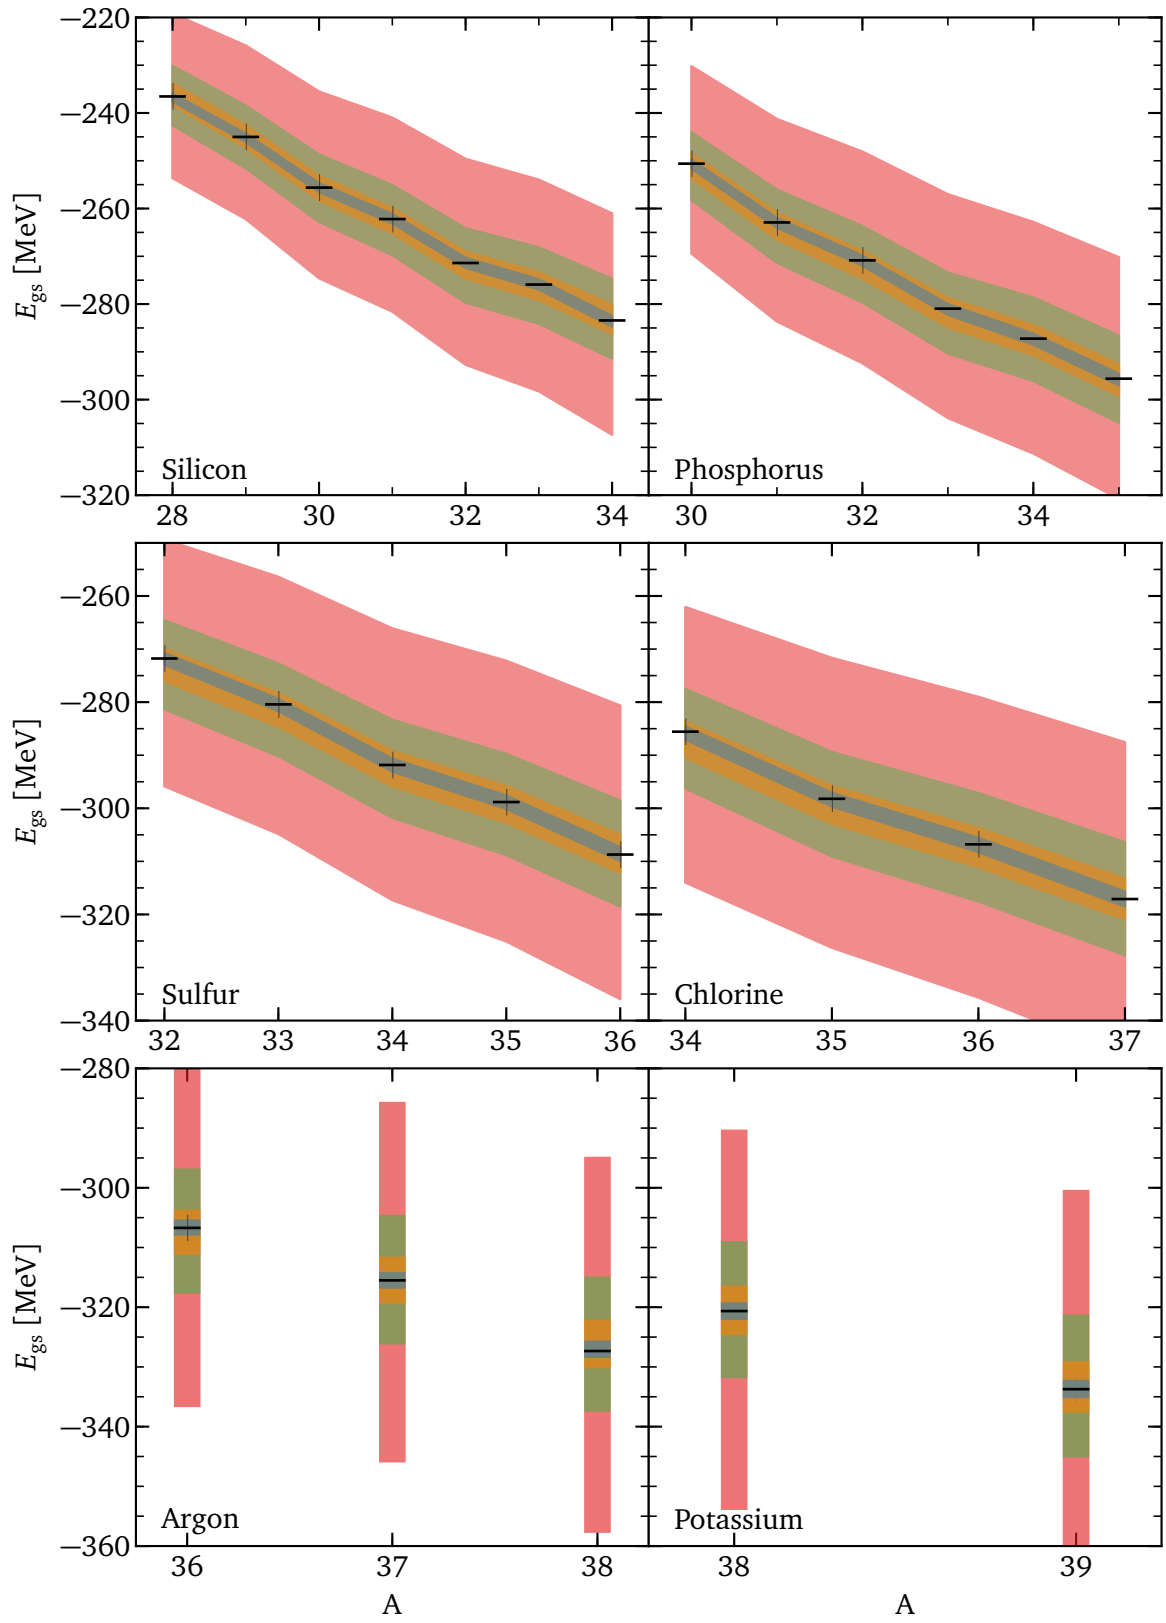 −220
−240
−260
−280
−300
−320
E_gs [MeV]
Silicon
Phosphorus
28 30 32 34
30 32 34
−260
−280
−300
−320
−340
E_gs [MeV]
Sulfur
Chlorine
32 33 34 35 36
34 35 36 37
−280
−300
−320
−340
−360
E_gs [MeV]
Argon
Potassium
36 37 38
38 39
A
A